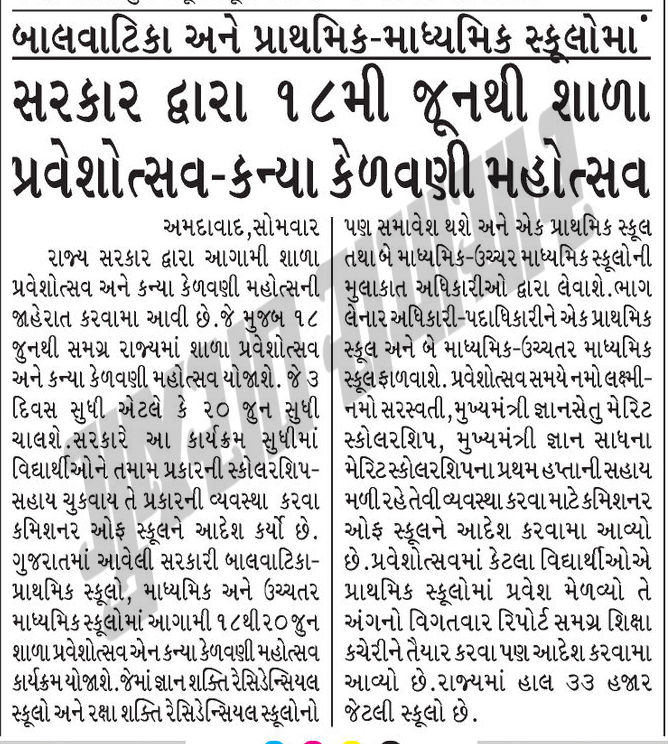 બાલવાટિકા અને પ્રાથમિક-માધ્યમિક સ્કૂલોમાં
સરકાર દ્વારા ૧૮મી જૂનથી શાળા
પ્રવેશોત્સવ-કન્યા કેળવણી મહોત્સવ
અમદાવાદ,સોમવાર
રાજ્ય સરકાર દ્વારા આગામી શાળા
પ્રવેશોત્સવ અને કન્યા કેળવણી મહોત્સની
જાહેરાત કરવામા આવી છે.જે મુજબ ૧૮
જુનથી સમગ્ર રાજ્યમાં શાળા પ્રવેશોત્સવ
અને કન્યા કેળવણી મહોત્સવ યોજાશે. જે ૩
દિવસ સુધી એટલે કે ૨૦ જુન સુધી
ચાલશે.સરકારે આ કાર્યક્રમ સુધીમાં
વિદ્યાર્થીઓને તમામ પ્રકારની સ્કોલરશિપ-
સહાય ચુકવાય તે પ્રકારની વ્યવસ્થા કરવા
કમિશનર ઓફ સ્કૂલને આદેશ કર્યો છે.
ગુજરાતમાં આવેલી સરકારી બાલવાટિકા-
પ્રાથમિક સ્કૂલો, માધ્યમિક અને ઉચ્ચતર
માધ્યમિક સ્કૂલોમાં આગામી ૧૮થી ૨૦ જુન
શાળા પ્રવેશોત્સવ એન કન્યા કેળવણી મહોત્સવ
કાર્યક્રમ યોજાશે.જેમાં જ્ઞાન શક્તિ રેસિડેન્સિયલ
સ્કૂલો અને રક્ષા શક્તિ રેસિડેન્સિયલ સ્કૂલોનો
પણ સમાવેશ થશે અને એક પ્રાથમિક સ્કૂલ
તથા બે માધ્યમિક-ઉચ્ચર માધ્યમિક સ્કૂલોની
મુલાકાત અધિકારીઓ દ્વારા લેવાશે.ભાગ
લેનાર અધિકારી-પદાધિકારીને એક પ્રાથમિક
સ્કૂલ અને બે માધ્યમિક-ઉચ્ચતર માધ્યમિક
સ્કૂલ ફાળવાશે. પ્રવેશોત્સવ સમયે નમો લક્ષ્મી-
નમો સરસ્વતી,મુખ્યમંત્રી જ્ઞાનસેતુ મેરિટ
સ્કોલરશિપ, મુખ્યમંત્રી જ્ઞાન સાધના
મેરિટ સ્કોલરશિપના પ્રથમ હપ્તાની સહાય
મળી રહે તેવી વ્યવસ્થા કરવા માટે કમિશનર
ઓફ સ્કૂલને આદેશ કરવામા આવ્યો
છે.પ્રવેશોત્સવમાં કેટલા વિદ્યાર્થીઓએ
પ્રાથમિક સ્કૂલોમાં પ્રવેશ મેળવ્યો તે
અંગનો વિગતવાર રિપોર્ટ સમગ્ર શિક્ષા
કચેરીને તૈયાર કરવા પણ આદેશ કરવામા
આવ્યો છે.રાજ્યમાં હાલ ૩૩ હજાર
જેટલી સ્કૂલો છે.
ગુજરાત સમાચાર